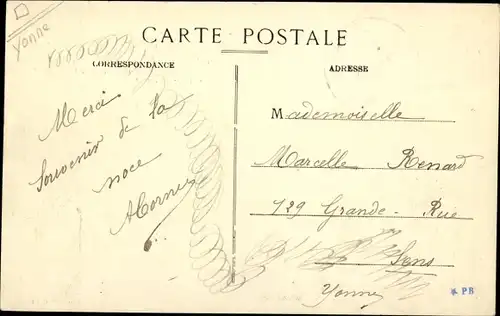 Yonne
CARTE POSTALE
CORRESPONDANCE
ADRESSE
Merci
Souvenir de la
noce
Mademoiselle
Marcelle Renard
129 Grande-Rue
Sens
Yonne
PB